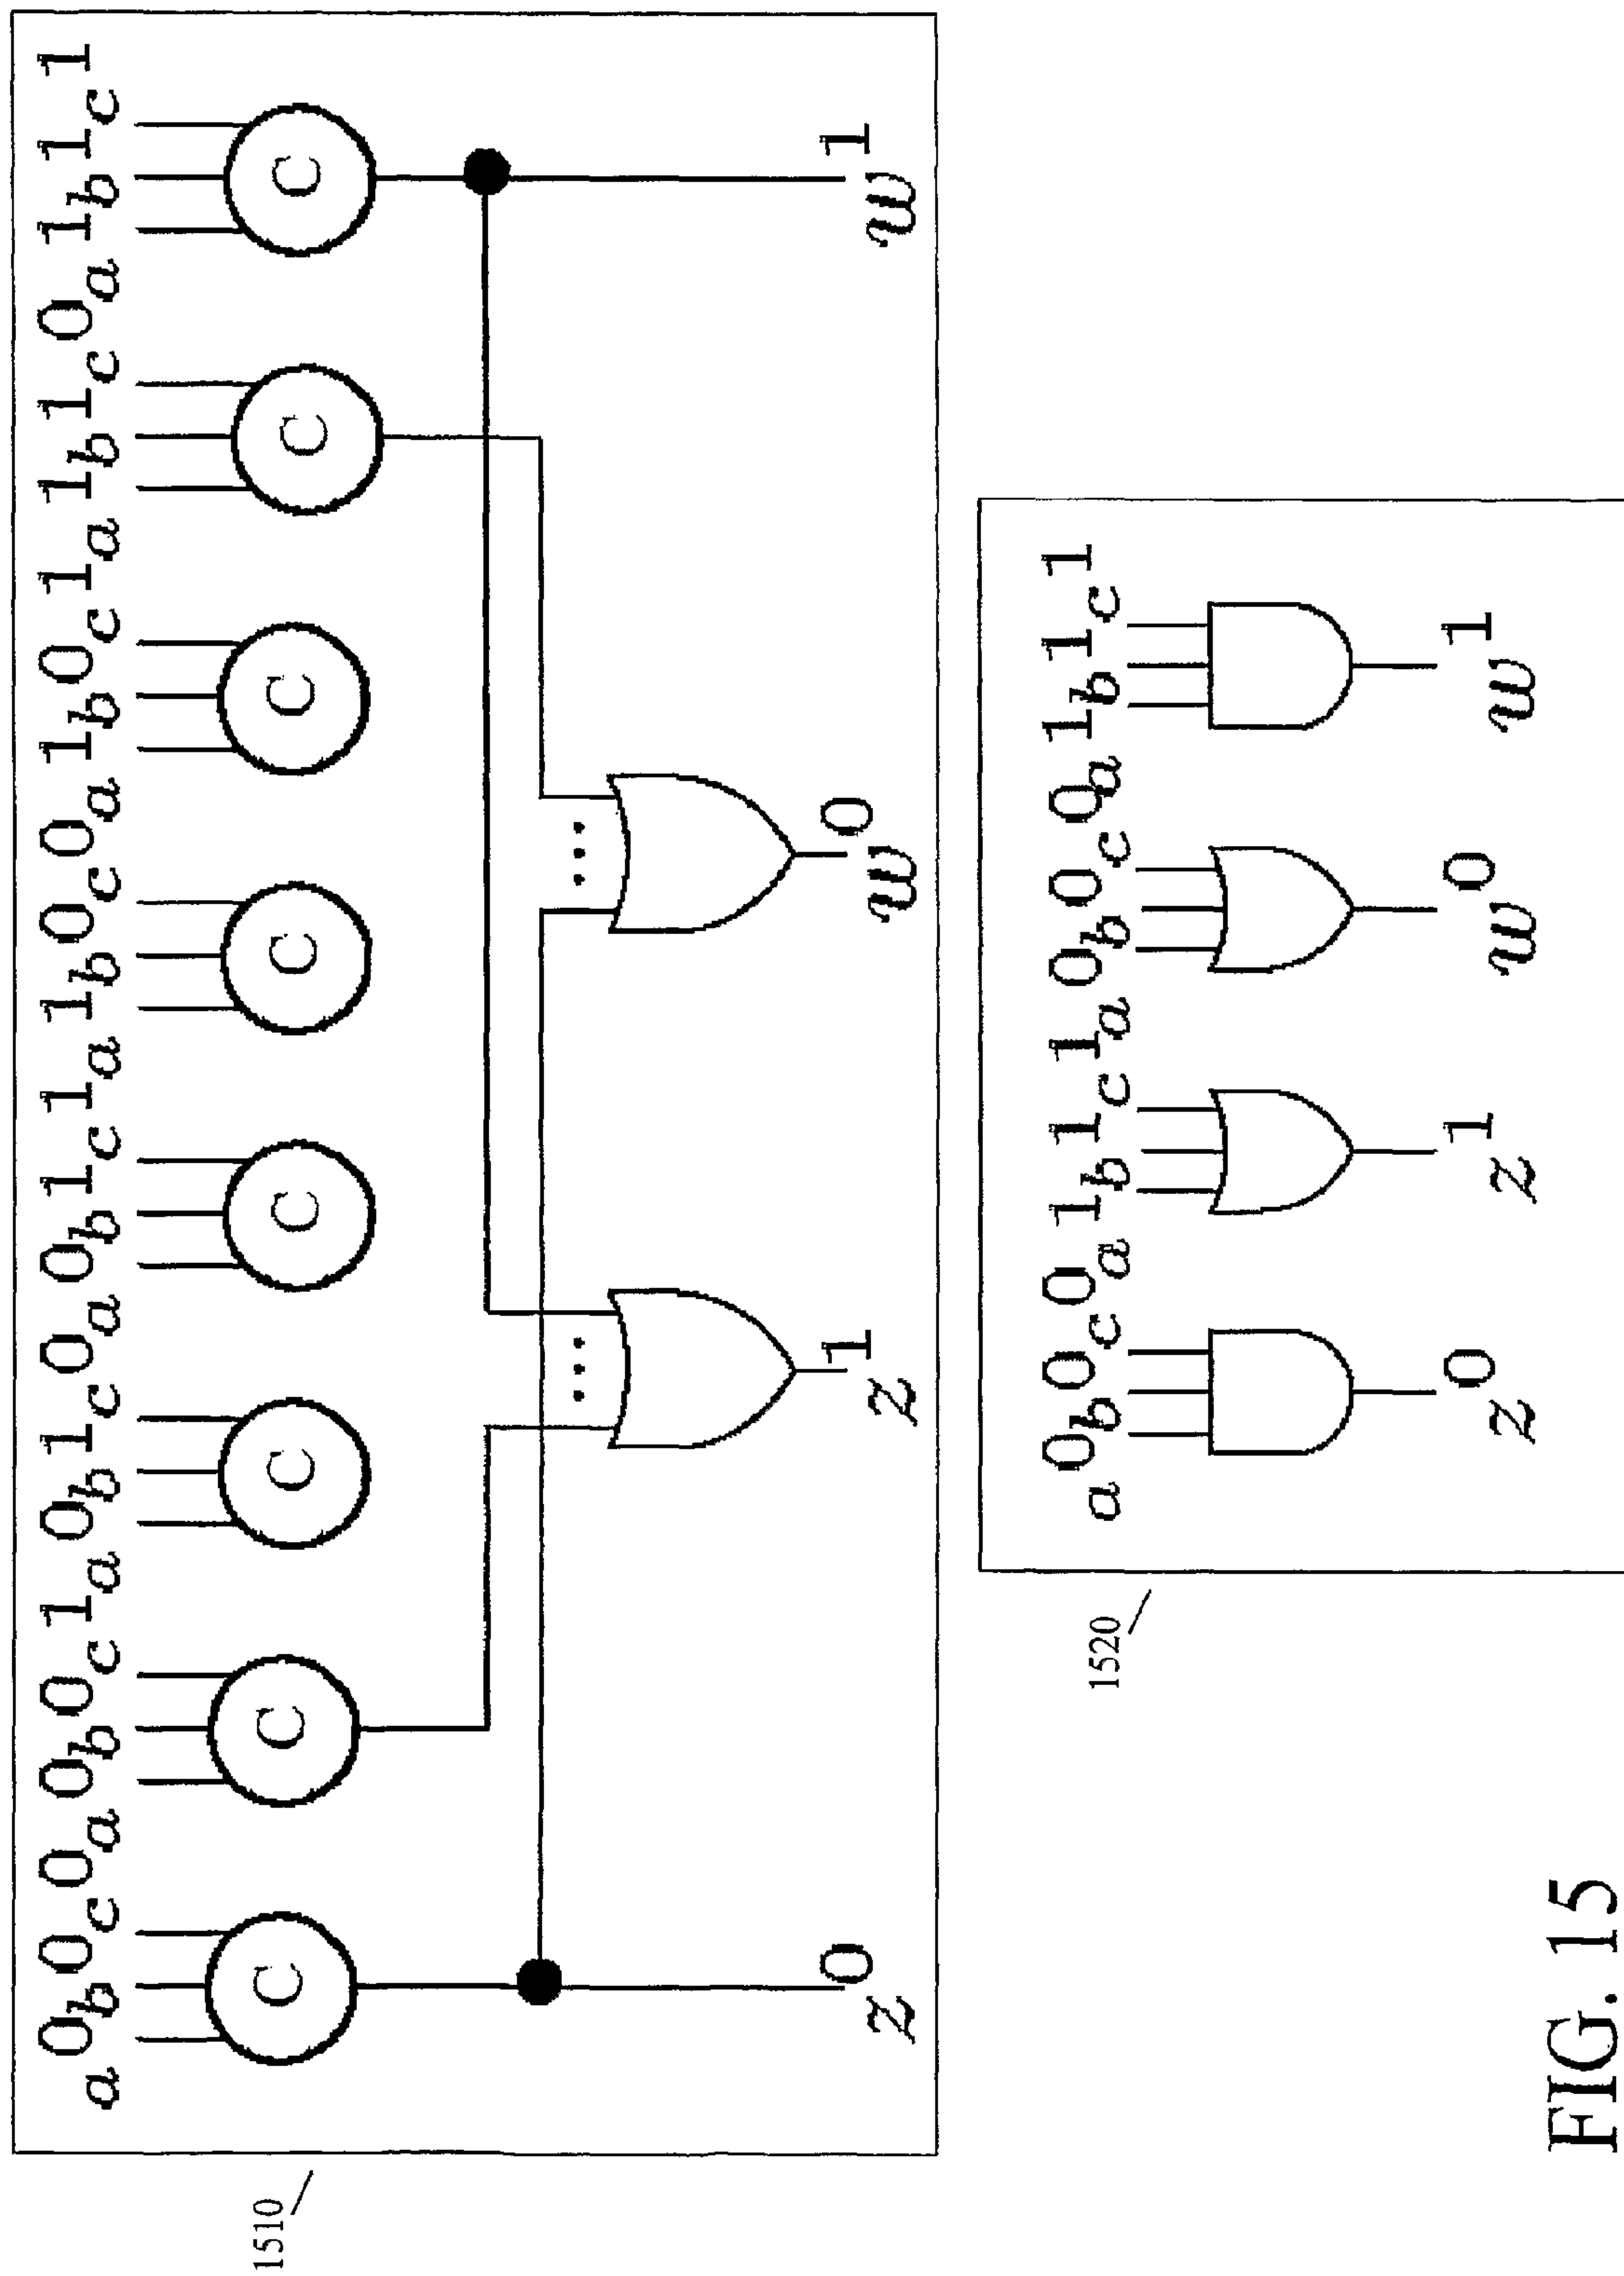 1510
a⁰b⁰c⁰ a⁰b⁰c¹ a⁰b¹c⁰ a⁰b¹c¹ a¹b⁰c⁰ a¹b⁰c¹ a¹b¹c⁰ a¹b¹c¹
C C C C C C C C
... ...
z⁰ z¹ w⁰ w¹
1520
a⁰b⁰c⁰ a¹b¹c¹ a⁰b⁰c⁰ a¹b¹c¹
z⁰ z¹ w⁰ w¹
FIG. 15